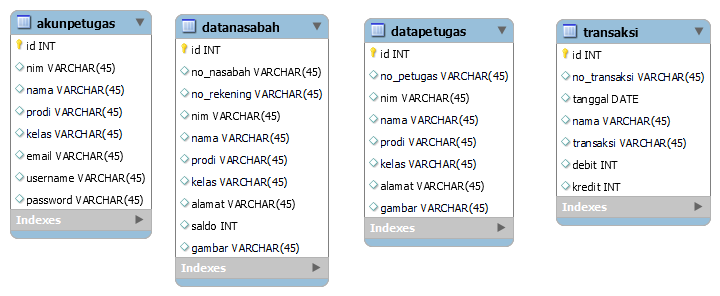 akunpetugas
id INT
nim VARCHAR(45)
nama VARCHAR(45)
prodi VARCHAR(45)
kelas VARCHAR(45)
email VARCHAR(45)
username VARCHAR(45)
password VARCHAR(45)
Indexes
datanasabah
id INT
no_nasabah VARCHAR(45)
no_rekening VARCHAR(45)
nim VARCHAR(45)
nama VARCHAR(45)
prodi VARCHAR(45)
kelas VARCHAR(45)
alamat VARCHAR(45)
saldo INT
gambar VARCHAR(45)
Indexes
datapetugas
id INT
no_petugas VARCHAR(45)
nim VARCHAR(45)
nama VARCHAR(45)
prodi VARCHAR(45)
kelas VARCHAR(45)
alamat VARCHAR(45)
gambar VARCHAR(45)
Indexes
transaksi
id INT
no_transaksi VARCHAR(45)
tanggal DATE
nama VARCHAR(45)
transaksi VARCHAR(45)
debit INT
kredit INT
Indexes